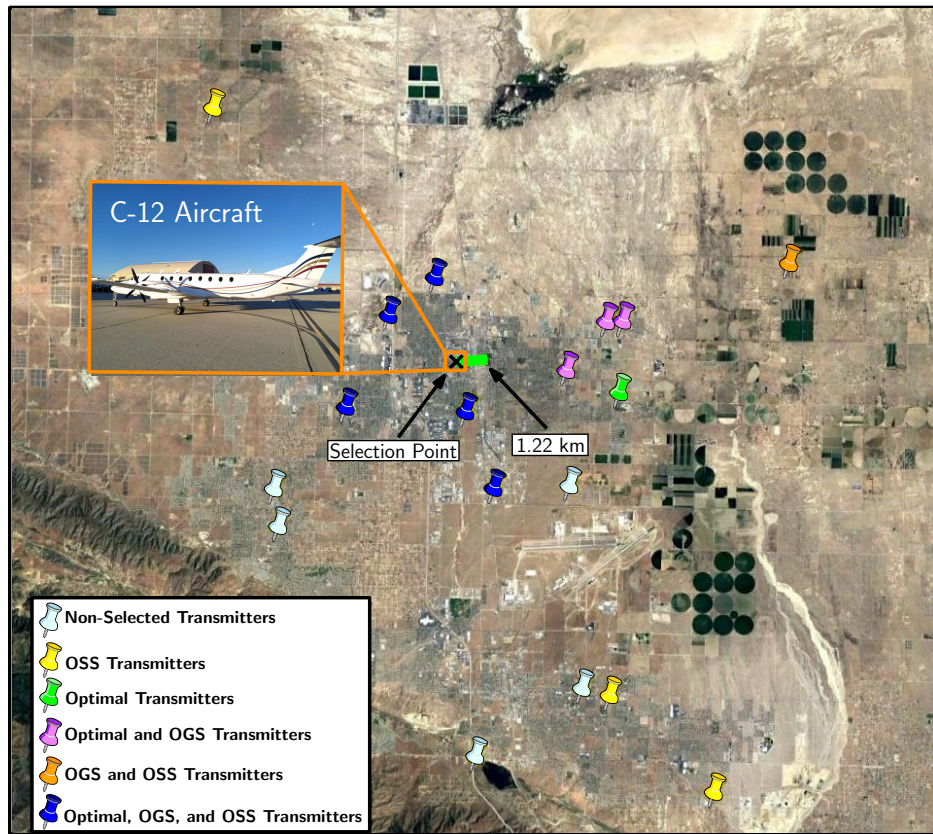 C-12 Aircraft
Selection Point
1.22 km
Non-Selected Transmitters
OSS Transmitters
Optimal Transmitters
Optimal and OGS Transmitters
OGS and OSS Transmitters
Optimal, OGS, and OSS Transmitters